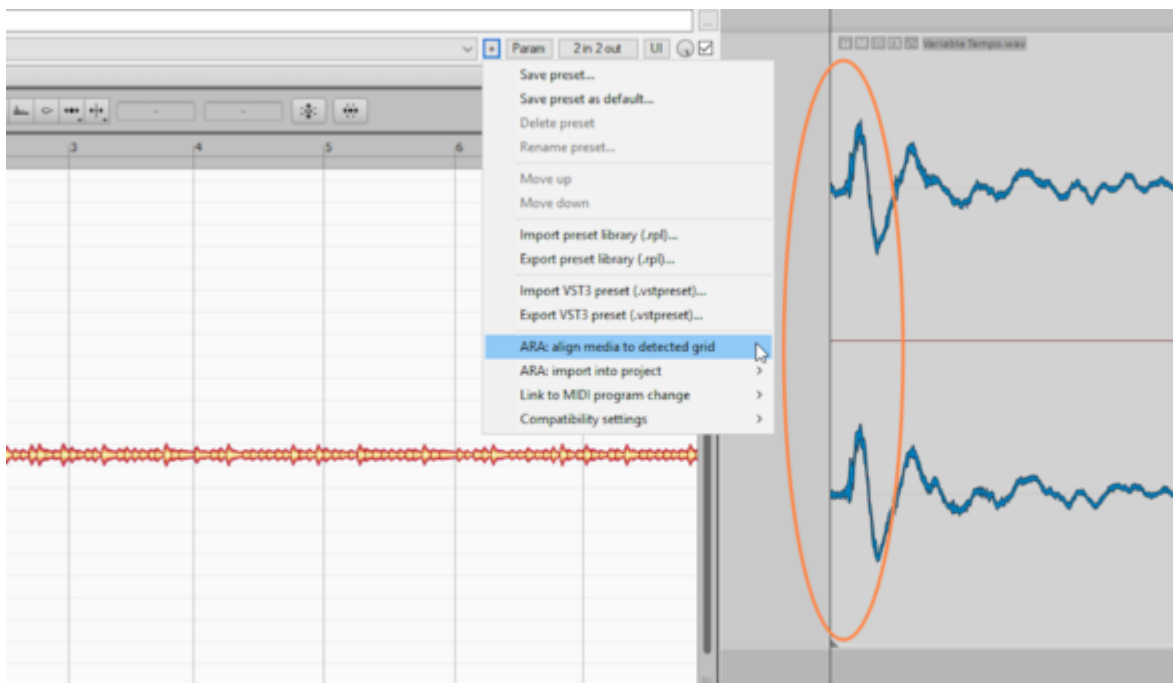 ...
+ Param 2 in 2 out UI
Variable Tempo.wav
Save preset...
Save preset as default...
Delete preset
Rename preset...
3 4 5 6
Move up
Move down
Import preset library (.rpl)...
Export preset library (.rpl)...
Import VST3 preset (.vstpreset)...
Export VST3 preset (.vstpreset)...
ARA: align media to detected grid
ARA: import into project
Link to MIDI program change
Compatibility settings